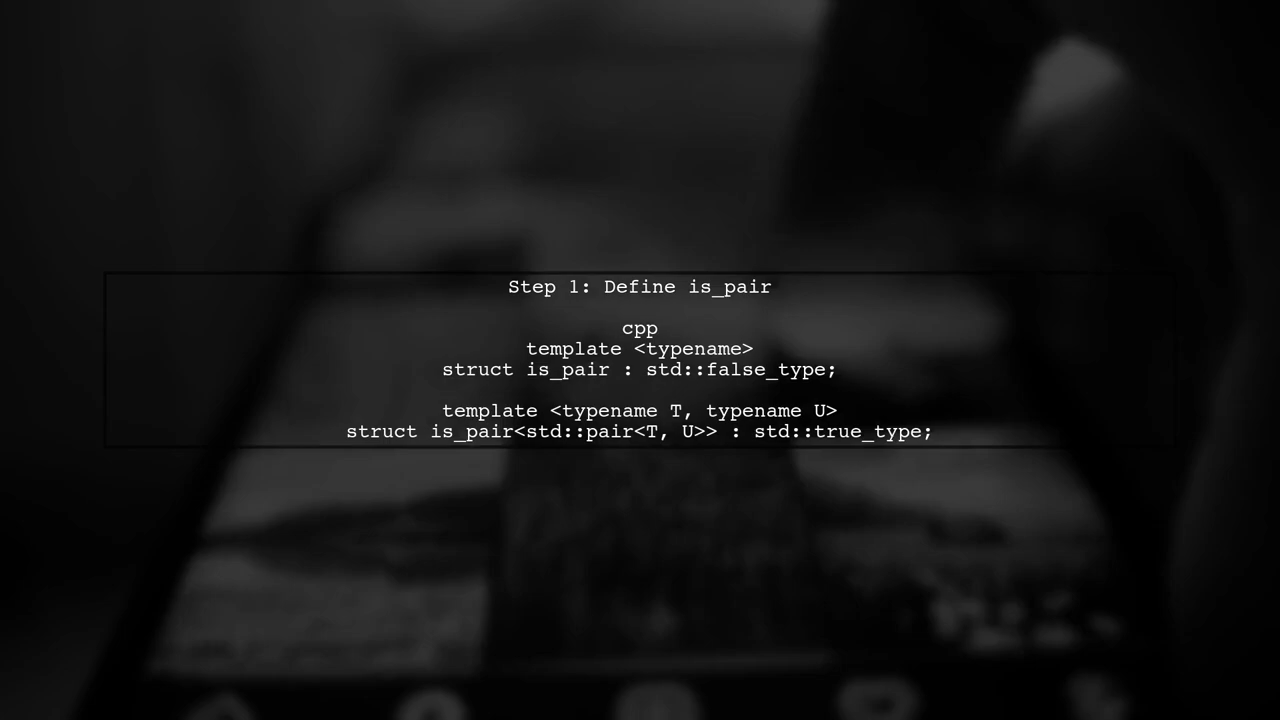 Step 1: Define is_pair
cpp
template <typename>
struct is_pair : std::false_type;
template <typename T, typename U>
struct is_pair<std::pair<T, U>> : std::true_type;